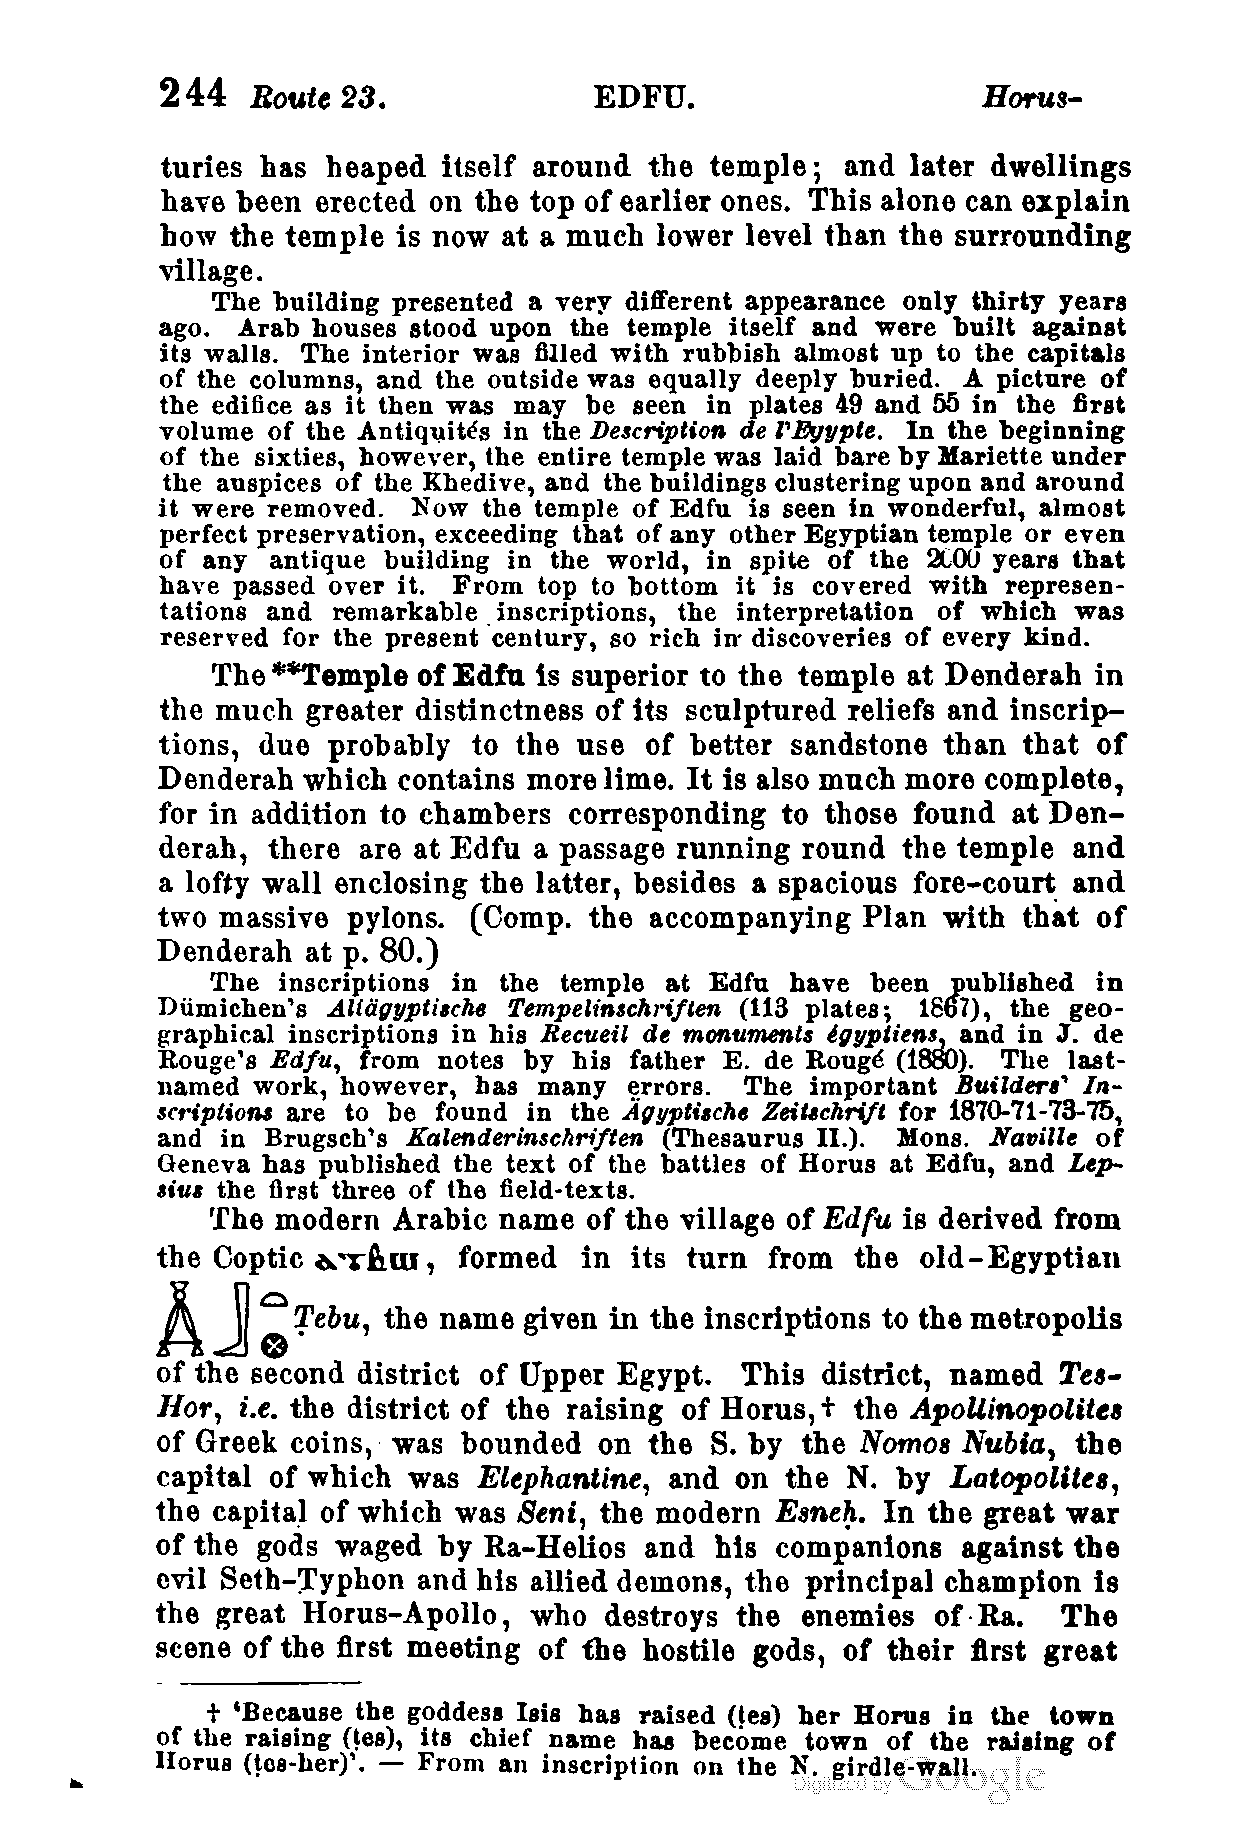 244 Route 23. EDFU. Horus-
turies has heaped itself around the temple; and later dwellings
have been erected on the top of earlier ones. This alone can explain
how the temple is now at a much lower level than the surrounding
village.
The building presented a very different appearance only thirty years
ago. Arab houses stood upon the temple itself and were built against
its walls. The interior was filled with rubbish almost up to the capitals
of the columns, and the outside was equally deeply buried. A picture of
the edifice as it then was may be seen in plates 49 and 55 in the first
volume of the Antiquités in the Description de l'Egypte. In the beginning
of the sixties, however, the entire temple was laid bare by Mariette under
the auspices of the Khedive, and the buildings clustering upon and around
it were removed. Now the temple of Edfu is seen in wonderful, almost
perfect preservation, exceeding that of any other Egyptian temple or even
of any antique building in the world, in spite of the 2000 years that
have passed over it. From top to bottom it is covered with represen-
tations and remarkable inscriptions, the interpretation of which was
reserved for the present century, so rich in discoveries of every kind.
The **Temple of Edfu is superior to the temple at Denderah in
the much greater distinctness of its sculptured reliefs and inscrip-
tions, due probably to the use of better sandstone than that of
Denderah which contains more lime. It is also much more complete,
for in addition to chambers corresponding to those found at Den-
derah, there are at Edfu a passage running round the temple and
a lofty wall enclosing the latter, besides a spacious fore-court and
two massive pylons. (Comp. the accompanying Plan with that of
Denderah at p. 80.)
The inscriptions in the temple at Edfu have been published in
Dümichen's Altägyptische Tempelinschriften (113 plates; 1867), the geo-
graphical inscriptions in his Recueil de monuments égyptiens, and in J. de
Rouge's Edfu, from notes by his father E. de Rougé (1880). The last-
named work, however, has many errors. The important Builders' In-
scriptions are to be found in the Ägyptische Zeitschrift for 1870-71-73-75,
and in Brugsch's Kalenderinschriften (Thesaurus II.). Mons. Naville of
Geneva has published the text of the battles of Horus at Edfu, and Lep-
sius the first three of the field-texts.
The modern Arabic name of the village of Edfu is derived from
the Coptic ⲁⲧⲃⲱ, formed in its turn from the old-Egyptian
Ṭebu, the name given in the inscriptions to the metropolis
of the second district of Upper Egypt. This district, named Tes-
Hor, i.e. the district of the raising of Horus,† the Apollinopolites
of Greek coins, was bounded on the S. by the Nomos Nubia, the
capital of which was Elephantine, and on the N. by Latopolites,
the capital of which was Seni, the modern Esneḥ. In the great war
of the gods waged by Ra-Helios and his companions against the
evil Seth-Typhon and his allied demons, the principal champion is
the great Horus-Apollo, who destroys the enemies of Ra. The
scene of the first meeting of the hostile gods, of their first great
† 'Because the goddess Isis has raised (ṭes) her Horus in the town
of the raising (ṭes), its chief name has become town of the raising of
Horus (ṭes-her)'. — From an inscription on the N. girdle-wall.
Digitized by Google